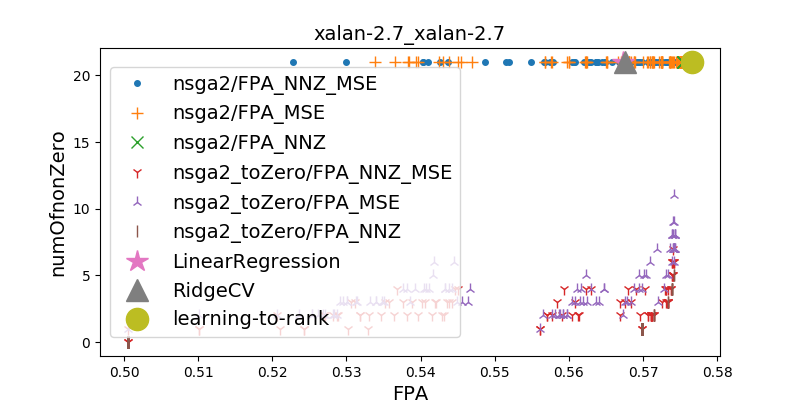 xalan-2.7_xalan-2.7
numOfnonZero
20
15
10
5
0
nsga2/FPA_NNZ_MSE
nsga2/FPA_MSE
nsga2/FPA_NNZ
nsga2_toZero/FPA_NNZ_MSE
nsga2_toZero/FPA_MSE
nsga2_toZero/FPA_NNZ
LinearRegression
RidgeCV
learning-to-rank
0.50 0.51 0.52 0.53 0.54 0.55 0.56 0.57 0.58
FPA